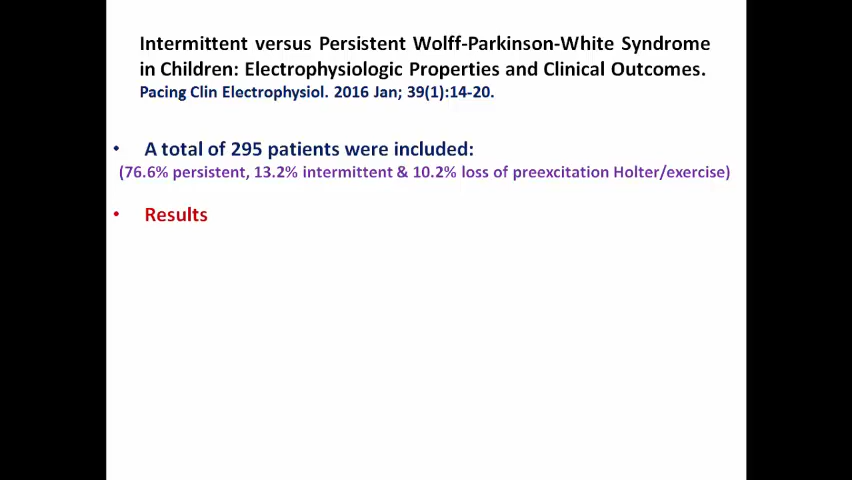 Intermittent versus Persistent Wolff-Parkinson-White Syndrome
in Children: Electrophysiologic Properties and Clinical Outcomes.
Pacing Clin Electrophysiol. 2016 Jan; 39(1):14-20.
• A total of 295 patients were included:
(76.6% persistent, 13.2% intermittent & 10.2% loss of preexcitation Holter/exercise)
• Results